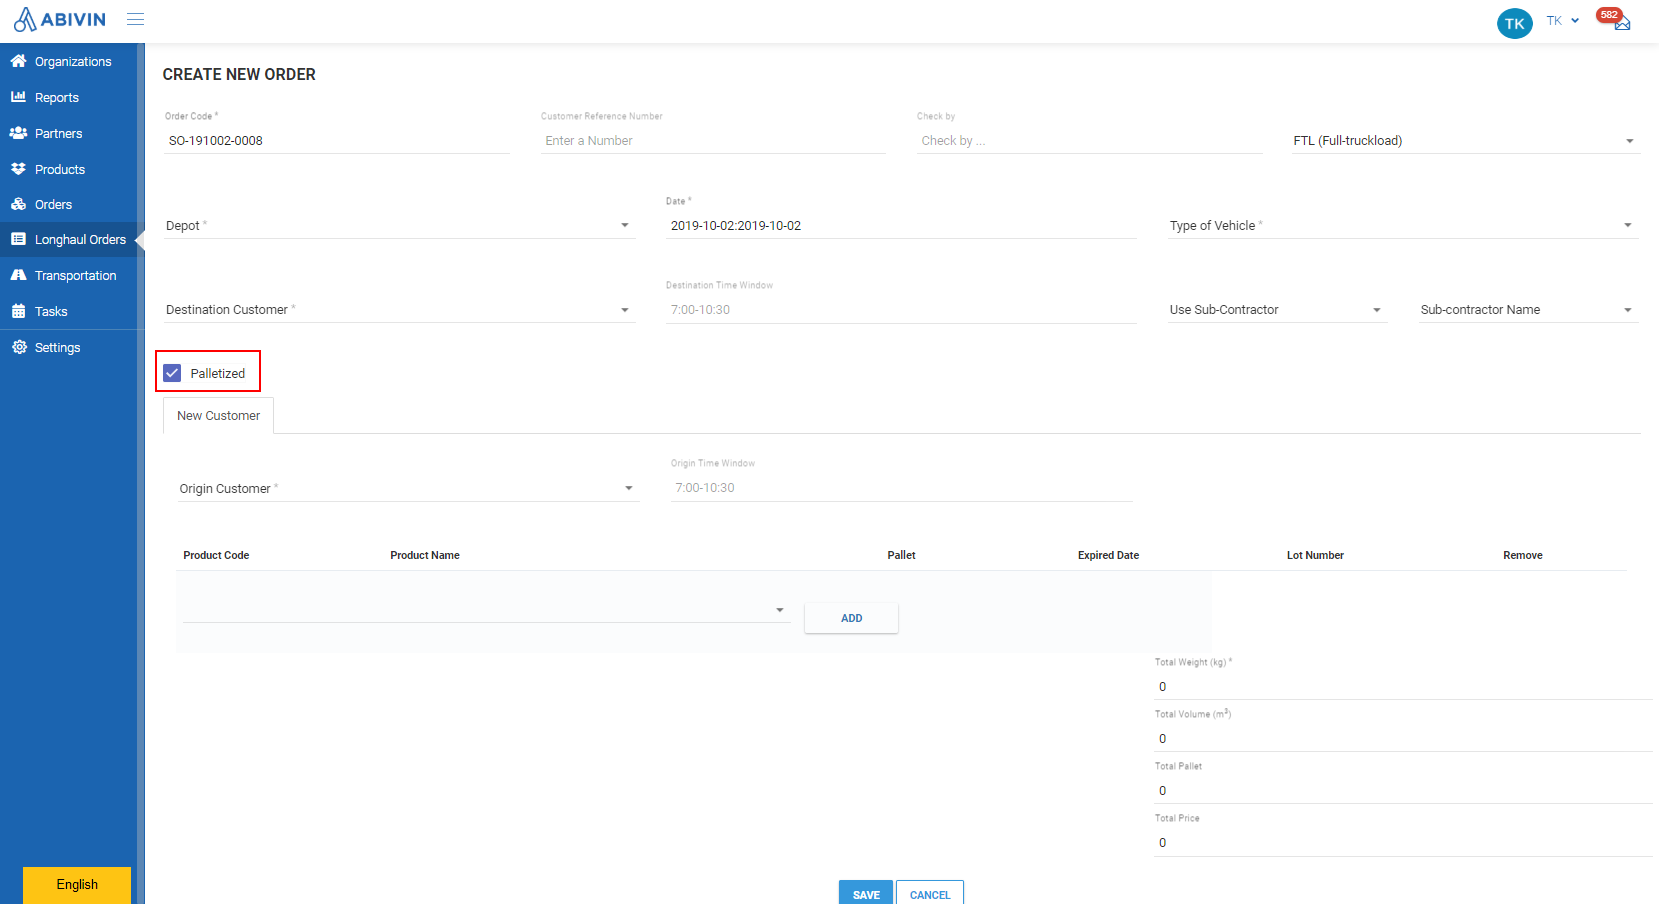 ABIVIN
TK
TK
582
Organizations
Reports
Partners
Products
Orders
Longhaul Orders
Transportation
Tasks
Settings
English
CREATE NEW ORDER
Order Code *
SO-191002-0008
Customer Reference Number
Enter a Number
Check by
Check by ...
FTL (Full-truckload)
Depot *
Date *
2019-10-02:2019-10-02
Type of Vehicle *
Destination Customer *
Destination Time Window
7:00-10:30
Use Sub-Contractor
Sub-contractor Name
Palletized
New Customer
Origin Customer *
Origin Time Window
7:00-10:30
Product Code Product Name Pallet Expired Date Lot Number Remove
ADD
Total Weight (kg) *
0
Total Volume (m³)
0
Total Pallet
0
Total Price
0
SAVE CANCEL